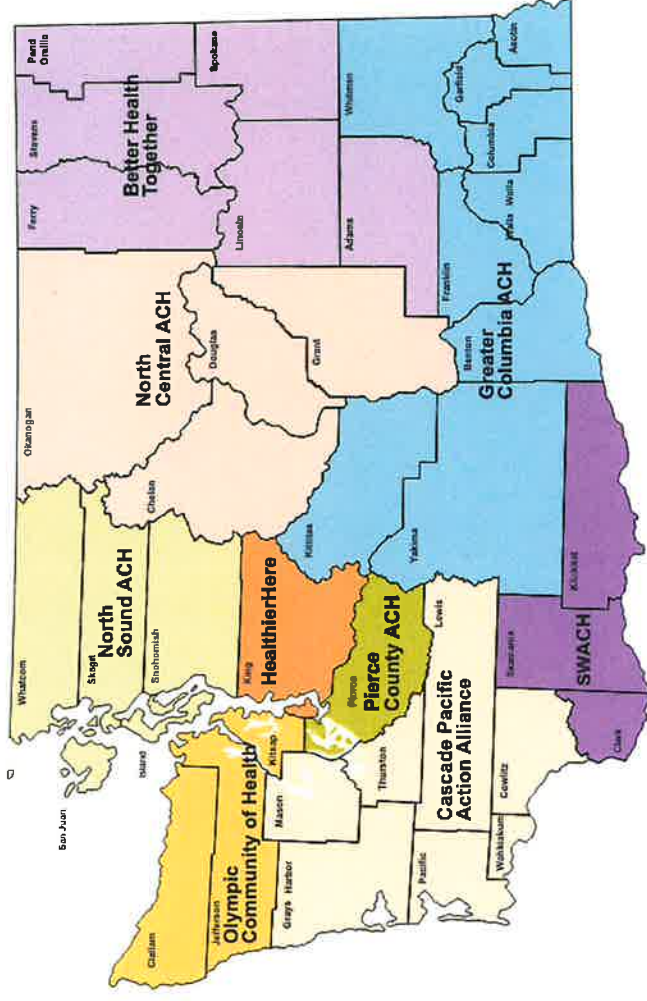 San Juan
Whatcom
Skagit
North
Sound ACH
Island
Snohomish
Clallam
Jefferson
Olympic
Community of Health
Kitsap
King
HealthierHere
Mason
Grays Harbor
Pierce
Pierce
County ACH
Thurston
Lewis
Cascade Pacific
Action Alliance
Pacific
Wahkiakum
Cowlitz
Clark
Skamania
SWACH
Klickitat
Okanogan
North
Central ACH
Chelan
Douglas
Grant
Kittitas
Yakima
Benton
Greater
Columbia ACH
Franklin
Walla Walla
Columbia
Garfield
Asotin
Whitman
Ferry
Stevens
Pend
Oreille
Better Health
Together
Lincoln
Spokane
Adams